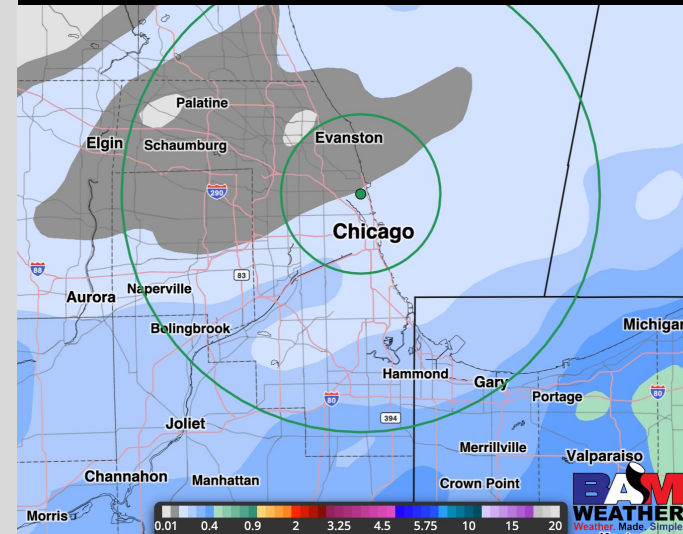 Palatine
Elgin
Schaumburg
Evanston
290
Chicago
88
83
Naperville
Aurora
Bolingbrook
Michigan
Hammond
Gary
80
80
Portage
394
Joliet
Merrillville
Valparaiso
Channahon
Manhattan
Crown Point
Morris
0.01 0.4 0.9 2 3.25 4.5 5.75 10 15 20
BAM
WEATHER
Weather. Made. Simple